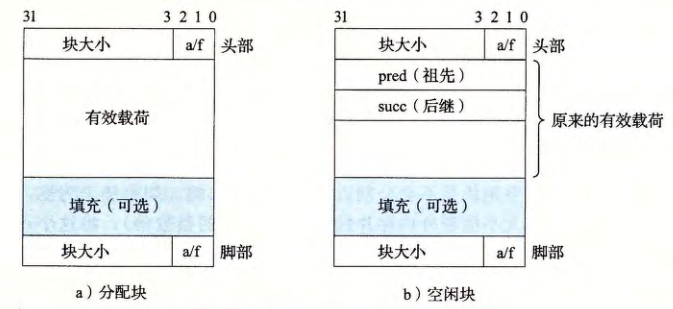 31 3 2 1 0
块大小 a/f 头部
有效载荷
填充（可选）
块大小 a/f 脚部
a）分配块
31 3 2 1 0
块大小 a/f 头部
pred（祖先）
succ（后继）
原来的有效载荷
填充（可选）
块大小 a/f 脚部
b）空闲块